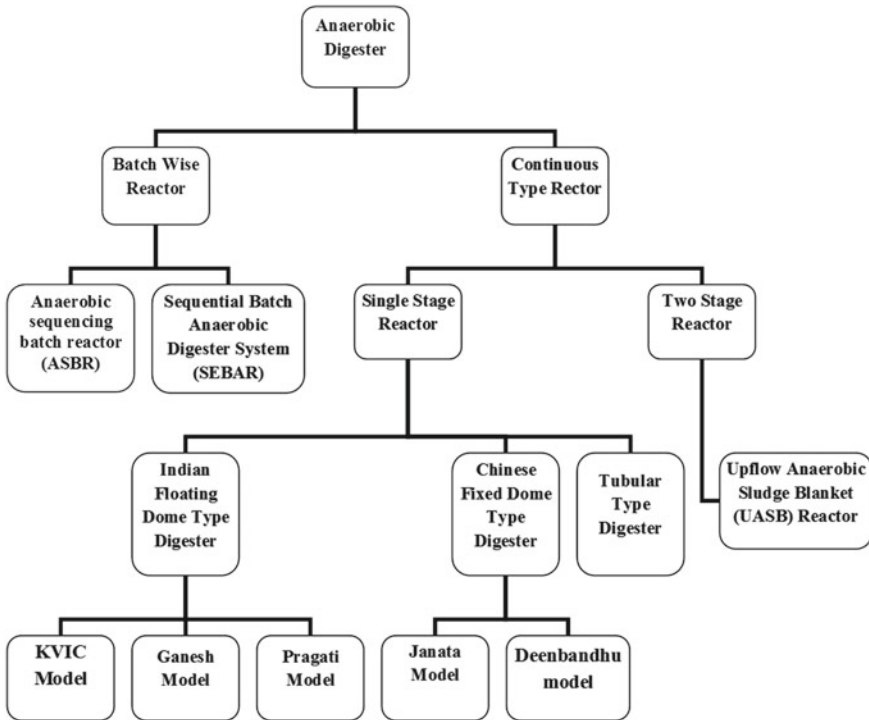 Anaerobic
Digester
Batch Wise
Reactor
Continuous
Type Rector
Anaerobic
sequencing
batch reactor
(ASBR)
Sequential Batch
Anaerobic
Digester System
(SEBAR)
Single Stage
Reactor
Two Stage
Reactor
Indian
Floating
Dome Type
Digester
Chinese
Fixed Dome
Type
Digester
Tubular
Type
Digester
Upflow Anaerobic
Sludge Blanket
(UASB) Reactor
KVIC
Model
Ganesh
Model
Pragati
Model
Janata
Model
Deenbandhu
model